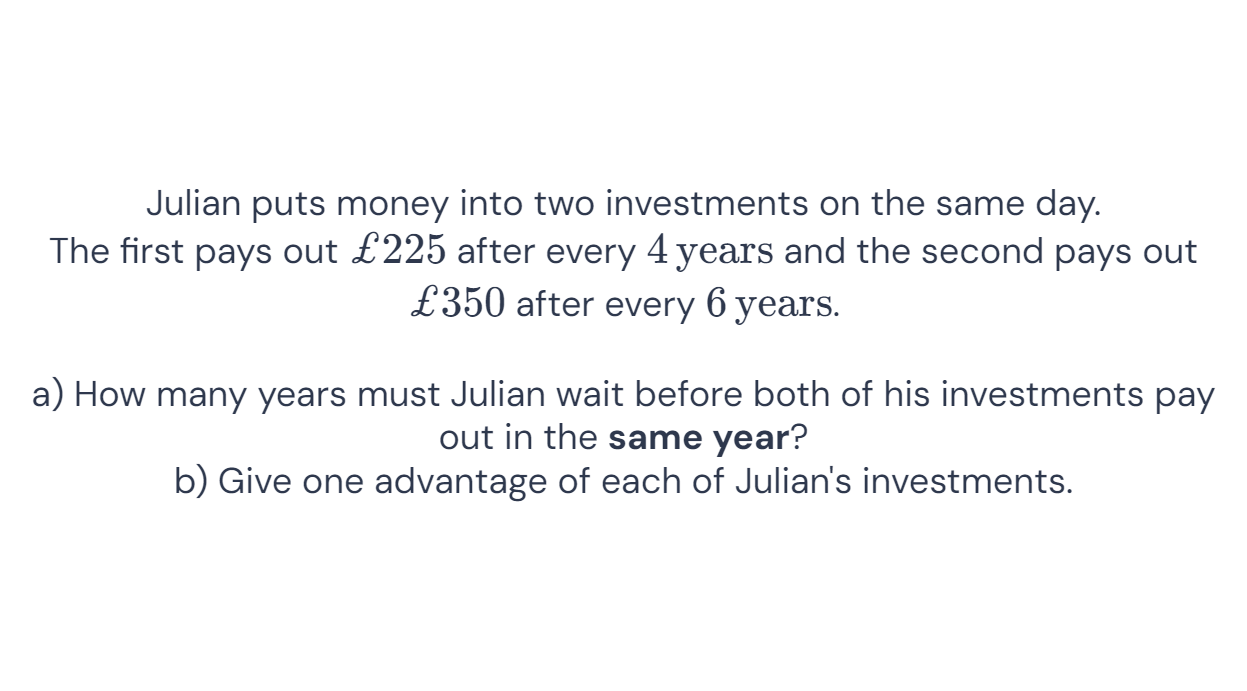 Julian puts money into two investments on the same day.
The first pays out £225 after every 4 years and the second pays out
£350 after every 6 years.
a) How many years must Julian wait before both of his investments pay
out in the same year?
b) Give one advantage of each of Julian's investments.